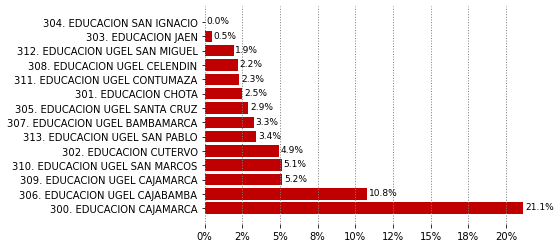 304. EDUCACION SAN IGNACIO 0.0%
303. EDUCACION JAEN 0.5%
312. EDUCACION UGEL SAN MIGUEL 1.9%
308. EDUCACION UGEL CELENDIN 2.2%
311. EDUCACION UGEL CONTUMAZA 2.3%
301. EDUCACION CHOTA 2.5%
305. EDUCACION UGEL SANTA CRUZ 2.9%
307. EDUCACION UGEL BAMBAMARCA 3.3%
313. EDUCACION UGEL SAN PABLO 3.4%
302. EDUCACION CUTERVO 4.9%
310. EDUCACION UGEL SAN MARCOS 5.1%
309. EDUCACION UGEL CAJAMARCA 5.2%
306. EDUCACION UGEL CAJABAMBA 10.8%
300. EDUCACION CAJAMARCA 21.1%
0% 2% 5% 8% 10% 12% 15% 18% 20%